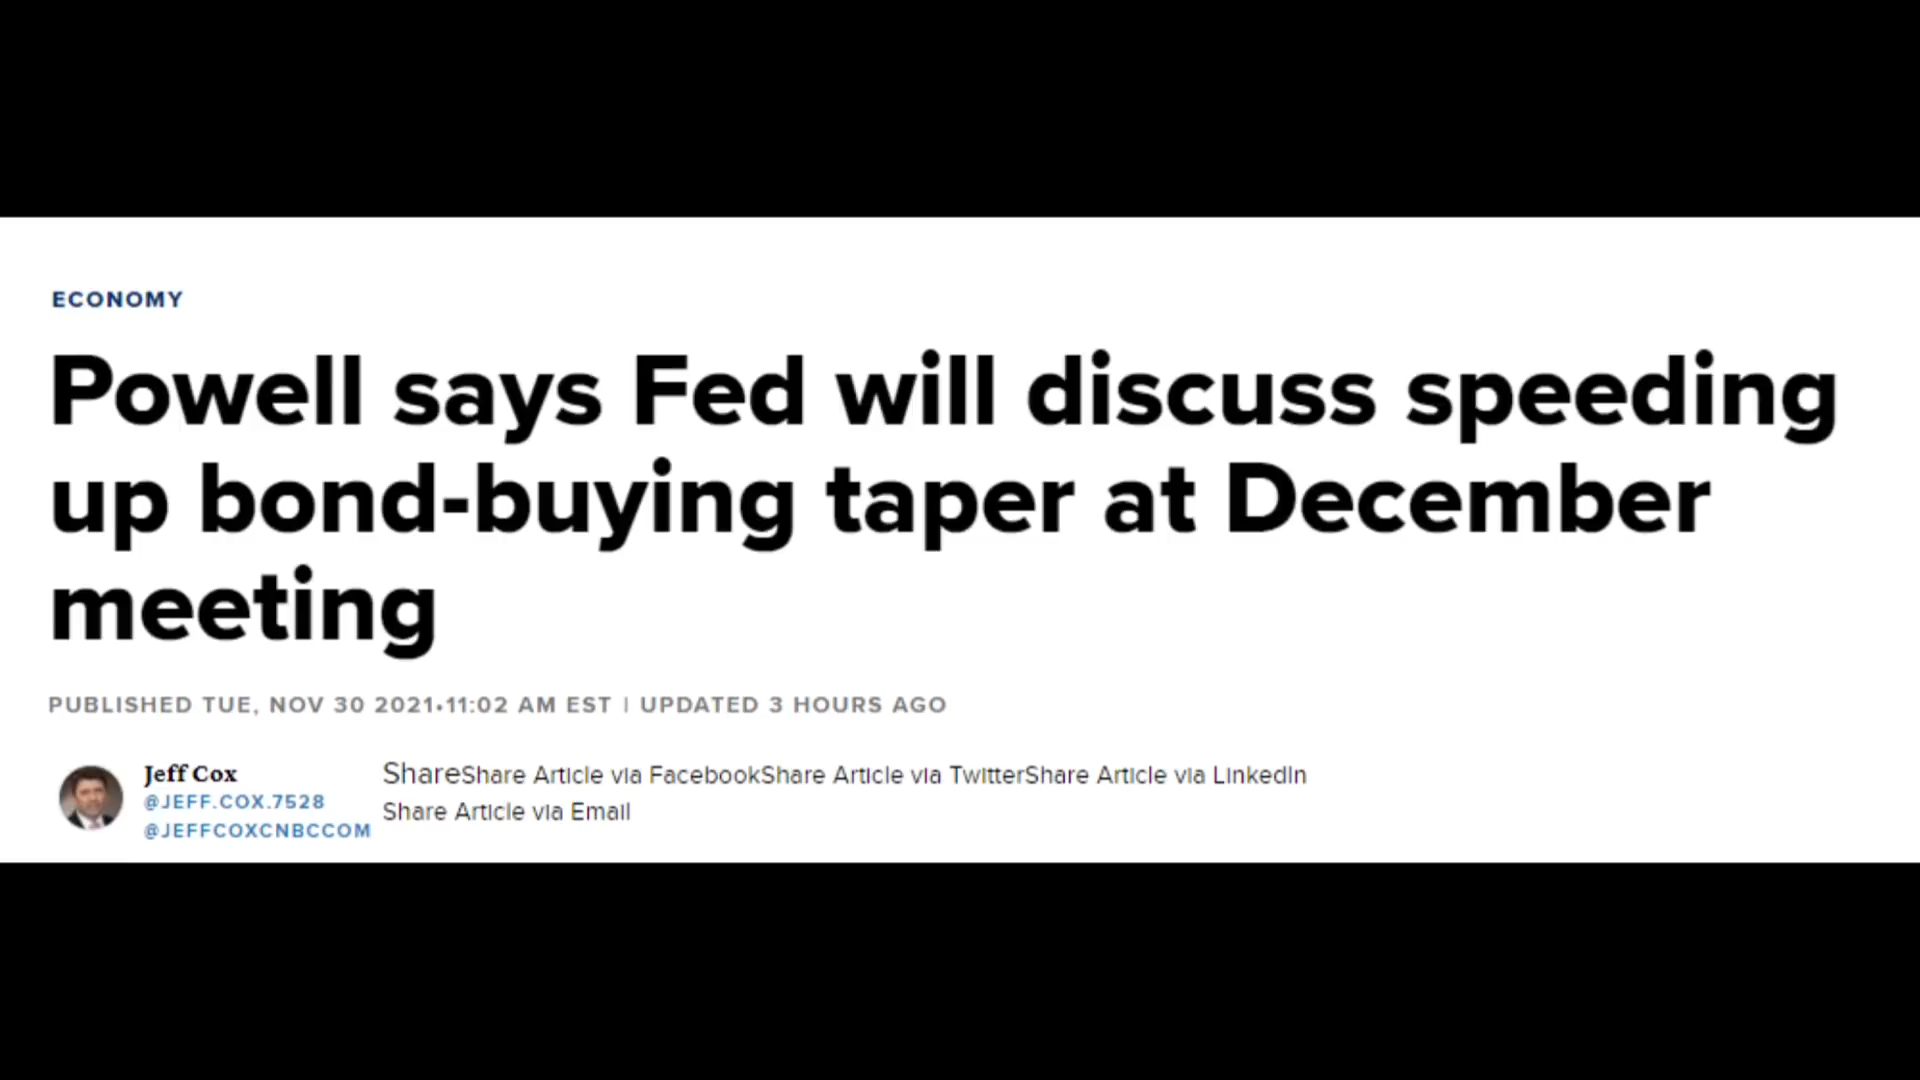 ECONOMY
Powell says Fed will discuss speeding
up bond-buying taper at December
meeting
PUBLISHED TUE, NOV 30 2021•11:02 AM EST | UPDATED 3 HOURS AGO
Jeff Cox
@JEFF.COX.7528
@JEFFCOXCNBCCOM
ShareShare Article via FacebookShare Article via TwitterShare Article via LinkedIn
Share Article via Email